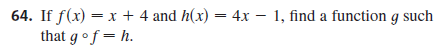 64. If f(x) = x + 4 and h(x) = 4x − 1, find a function g such
that g ∘ f = h.